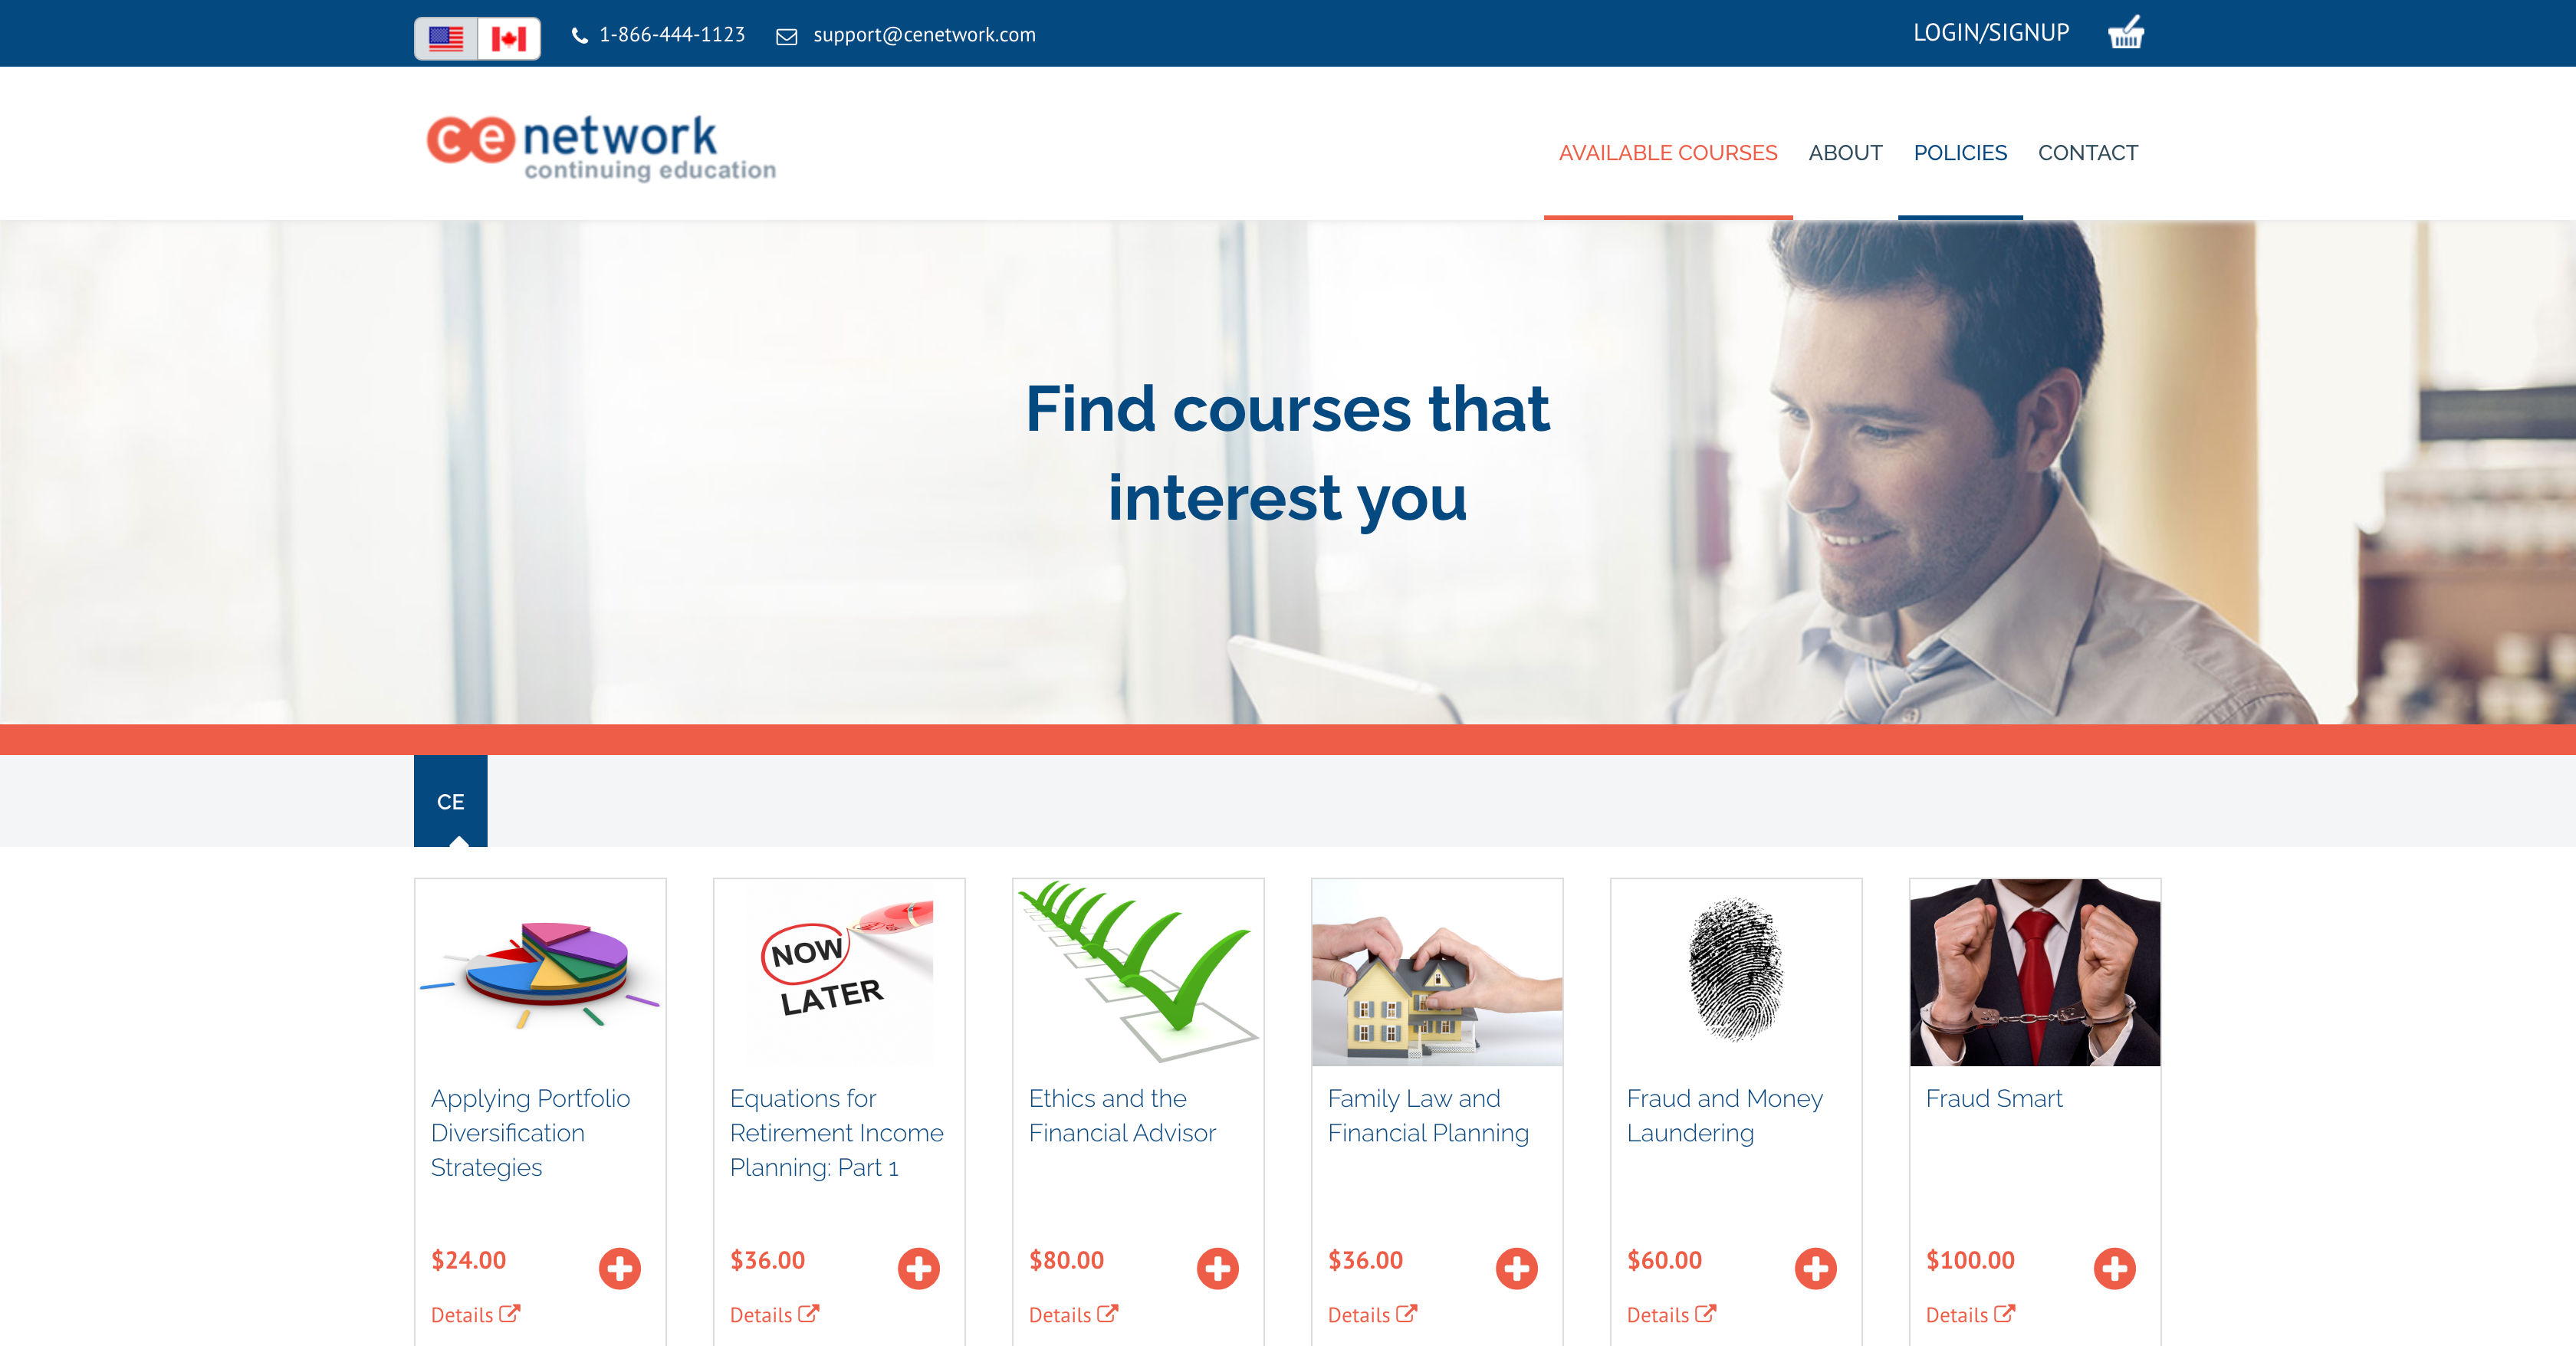 1-866-444-1123
support@cenetwork.com
LOGIN/SIGNUP
ce network
continuing education
AVAILABLE COURSES
ABOUT
POLICIES
CONTACT
Find courses that
interest you
CE
NOW
LATER
Applying Portfolio
Diversification
Strategies
$24.00
Details
Equations for
Retirement Income
Planning: Part 1
$36.00
Details
Ethics and the
Financial Advisor
$80.00
Details
Family Law and
Financial Planning
$36.00
Details
Fraud and Money
Laundering
$60.00
Details
Fraud Smart
$100.00
Details